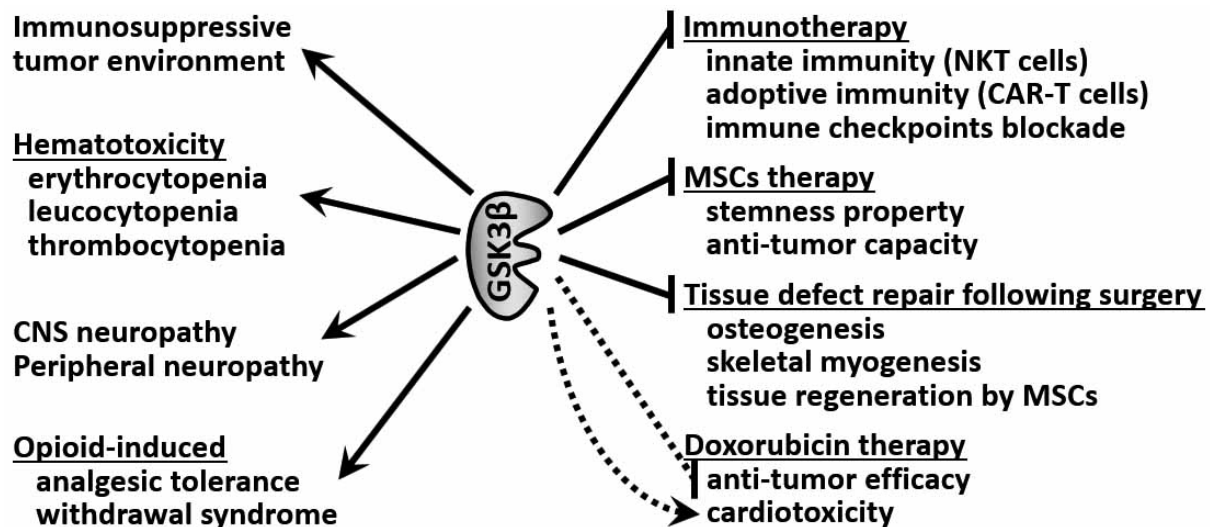 Immunosuppressive
tumor environment
Hematotoxicity
erythrocytopenia
leucocytopenia
thrombocytopenia
CNS neuropathy
Peripheral neuropathy
Opioid-induced
analgesic tolerance
withdrawal syndrome
GSK3β
Immunotherapy
innate immunity (NKT cells)
adoptive immunity (CAR-T cells)
immune checkpoints blockade
MSCs therapy
stemness property
anti-tumor capacity
Tissue defect repair following surgery
osteogenesis
skeletal myogenesis
tissue regeneration by MSCs
Doxorubicin therapy
anti-tumor efficacy
cardiotoxicity